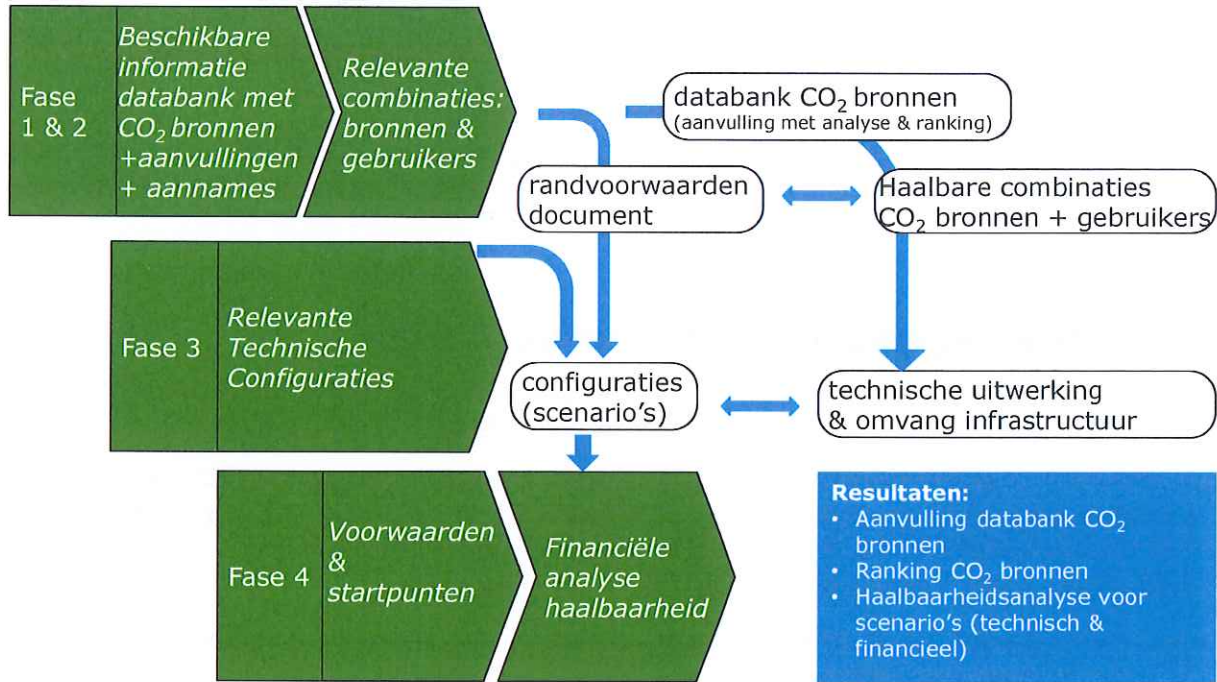 Fase
1 & 2
Beschikbare
informatie
databank met
CO₂ bronnen
+aanvullingen
+ aannames
Relevante
combinaties:
bronnen &
gebruikers
databank CO₂ bronnen
(aanvulling met analyse & ranking)
randvoorwaarden
document
Haalbare combinaties
CO₂ bronnen + gebruikers
Fase 3
Relevante
Technische
Configuraties
configuraties
(scenario's)
technische uitwerking
& omvang infrastructuur
Fase 4
Voorwaarden
&
startpunten
Financiële
analyse
haalbaarheid
Resultaten:
• Aanvulling databank CO₂
bronnen
• Ranking CO₂ bronnen
• Haalbaarheidsanalyse voor
scenario's (technisch &
financieel)